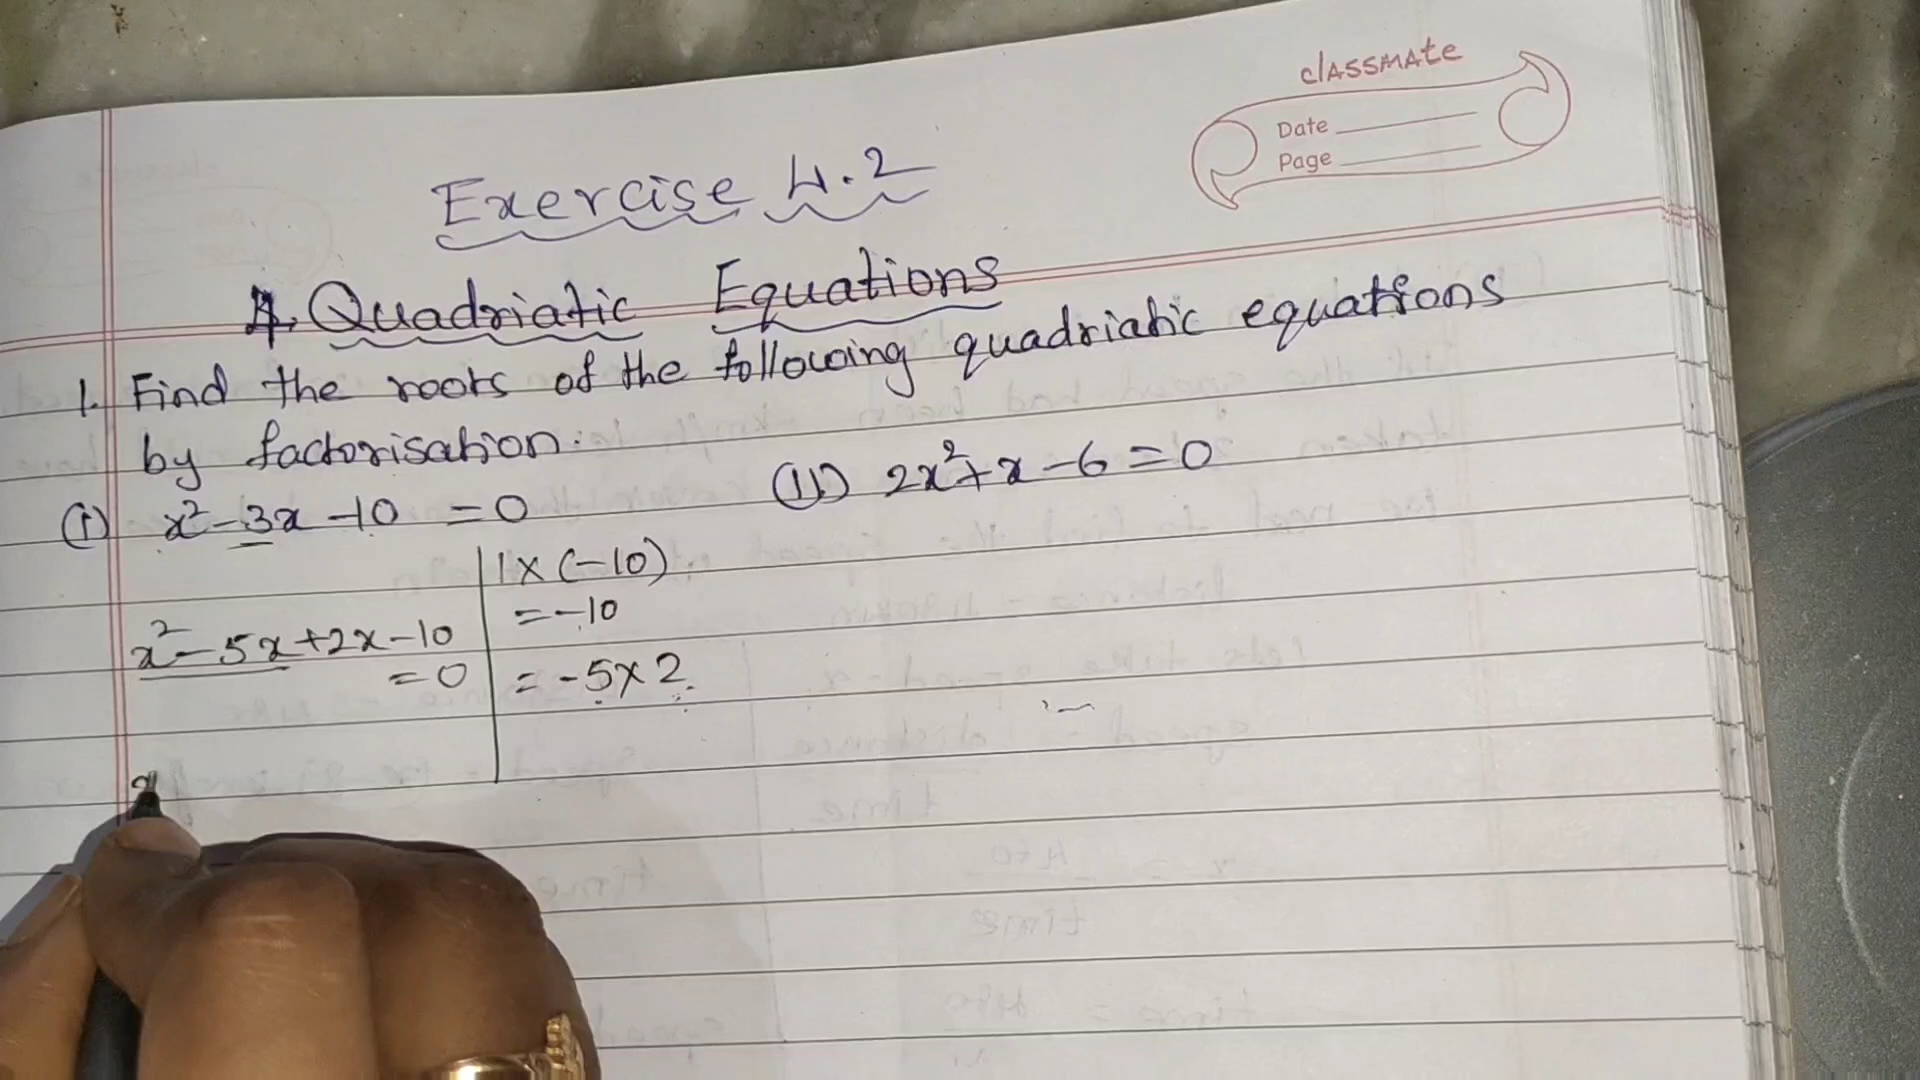 classmate
Date
Page
Exercise 4.2
4. Quadriatic Equations
1. Find the roots of the following quadriatic equations
by factorisation.
(i) x² - 3x - 10 = 0
(ii) 2x² + x - 6 = 0
1 × (-10)
= -10
x² - 5x + 2x - 10
= 0
= -5 × 2
x